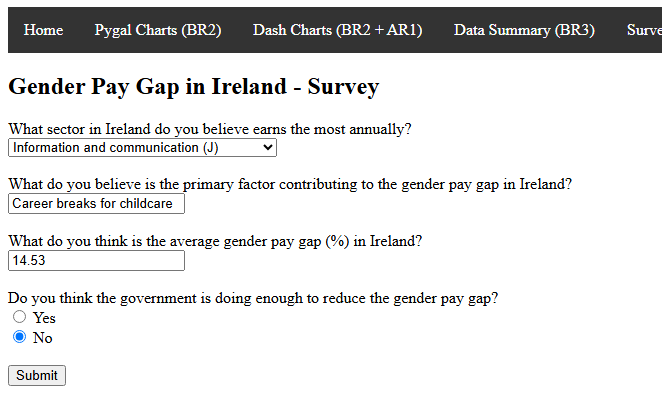 Home Pygal Charts (BR2) Dash Charts (BR2 + AR1) Data Summary (BR3) Surve
Gender Pay Gap in Ireland - Survey
What sector in Ireland do you believe earns the most annually?
Information and communication (J)
What do you believe is the primary factor contributing to the gender pay gap in Ireland?
Career breaks for childcare
What do you think is the average gender pay gap (%) in Ireland?
14.53
Do you think the government is doing enough to reduce the gender pay gap?
Yes
No
Submit